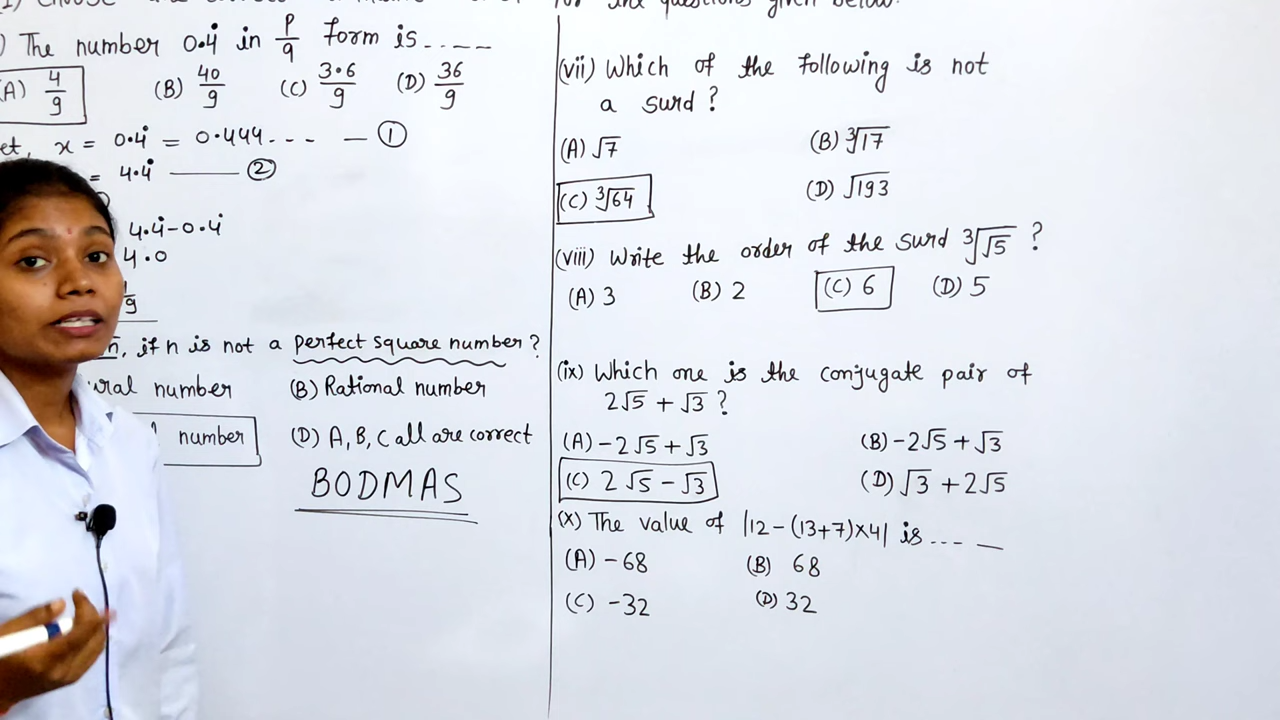 The number 0.4̇ in p/q form is ....
(A) 4/9 (B) 40/9 (C) 3.6/9 (D) 36/9
et, x = 0.4̇ = 0.444... — ①
= 4.4̇ — ②
4.4̇ - 0.4̇
4.0
/9
if n is not a perfect square number?
number (B) Rational number
number (D) A, B, C all are correct
BODMAS
(vii) Which of the following is not
a surd?
(A) √7 (B) ∛17
(C) ∛64 (D) √193
(viii) Write the order of the surd ∛√5 ?
(A) 3 (B) 2 (C) 6 (D) 5
(ix) Which one is the conjugate pair of
2√5 + √3 ?
(A) -2√5 + √3 (B) -2√5 + √3
(C) 2√5 - √3 (D) √3 + 2√5
(x) The value of |12-(13+7)×4| is ....
(A) -68 (B) 68
(C) -32 (D) 32